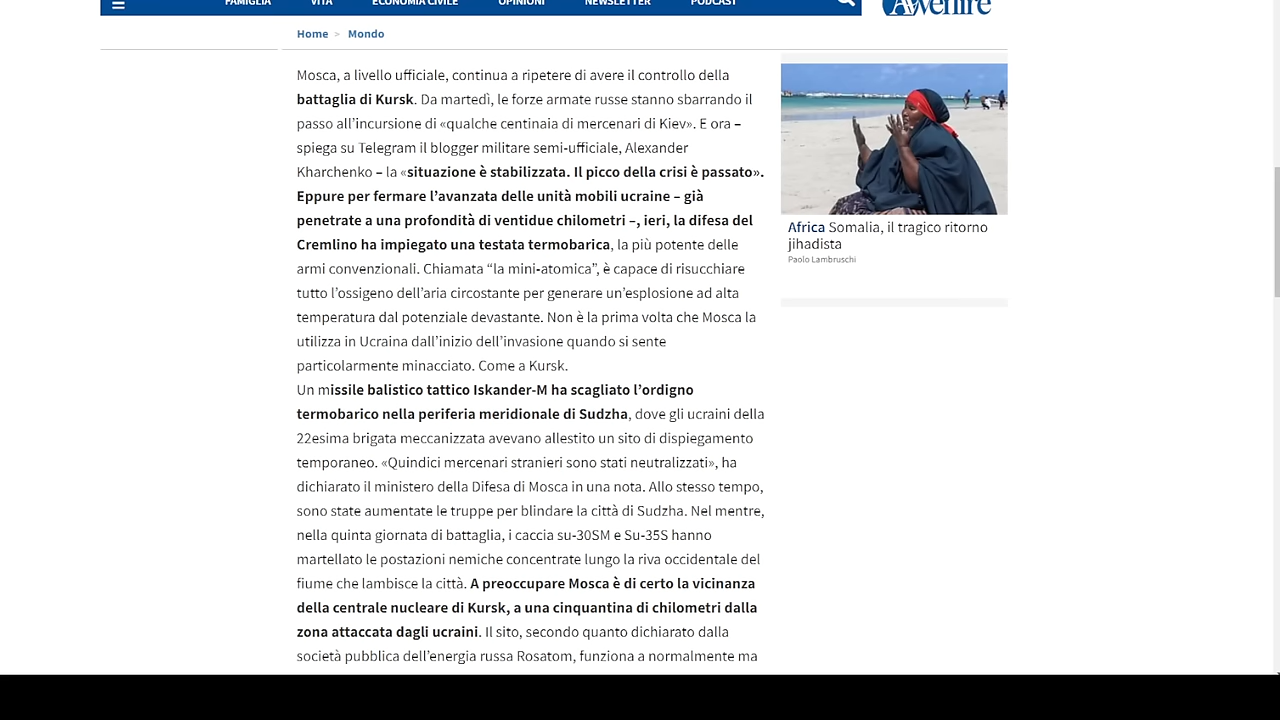 FAMIGLIA VITA ECONOMIA CIVILE OPINIONI NEWSLETTER PODCAST
Avvenire
Home > Mondo
Mosca, a livello ufficiale, continua a ripetere di avere il controllo della
battaglia di Kursk. Da martedì, le forze armate russe stanno sbarrando il
passo all’incursione di «qualche centinaia di mercenari di Kiev». E ora –
spiega su Telegram il blogger militare semi-ufficiale, Alexander
Kharchenko – la «situazione è stabilizzata. Il picco della crisi è passato».
Eppure per fermare l’avanzata delle unità mobili ucraine – già
penetrate a una profondità di ventidue chilometri –, ieri, la difesa del
Cremlino ha impiegato una testata termobarica, la più potente delle
armi convenzionali. Chiamata “la mini-atomica”, è capace di risucchiare
tutto l’ossigeno dell’aria circostante per generare un’esplosione ad alta
temperatura dal potenziale devastante. Non è la prima volta che Mosca la
utilizza in Ucraina dall’inizio dell’invasione quando si sente
particolarmente minacciato. Come a Kursk.
Un missile balistico tattico Iskander-M ha scagliato l’ordigno
termobarico nella periferia meridionale di Sudzha, dove gli ucraini della
22esima brigata meccanizzata avevano allestito un sito di dispiegamento
temporaneo. «Quindici mercenari stranieri sono stati neutralizzati», ha
dichiarato il ministero della Difesa di Mosca in una nota. Allo stesso tempo,
sono state aumentate le truppe per blindare la città di Sudzha. Nel mentre,
nella quinta giornata di battaglia, i caccia su-30SM e Su-35S hanno
martellato le postazioni nemiche concentrate lungo la riva occidentale del
fiume che lambisce la città. A preoccupare Mosca è di certo la vicinanza
della centrale nucleare di Kursk, a una cinquantina di chilometri dalla
zona attaccata dagli ucraini. Il sito, secondo quanto dichiarato dalla
società pubblica dell’energia russa Rosatom, funziona a normalmente ma
Africa Somalia, il tragico ritorno
jihadista
Paolo Lambruschi